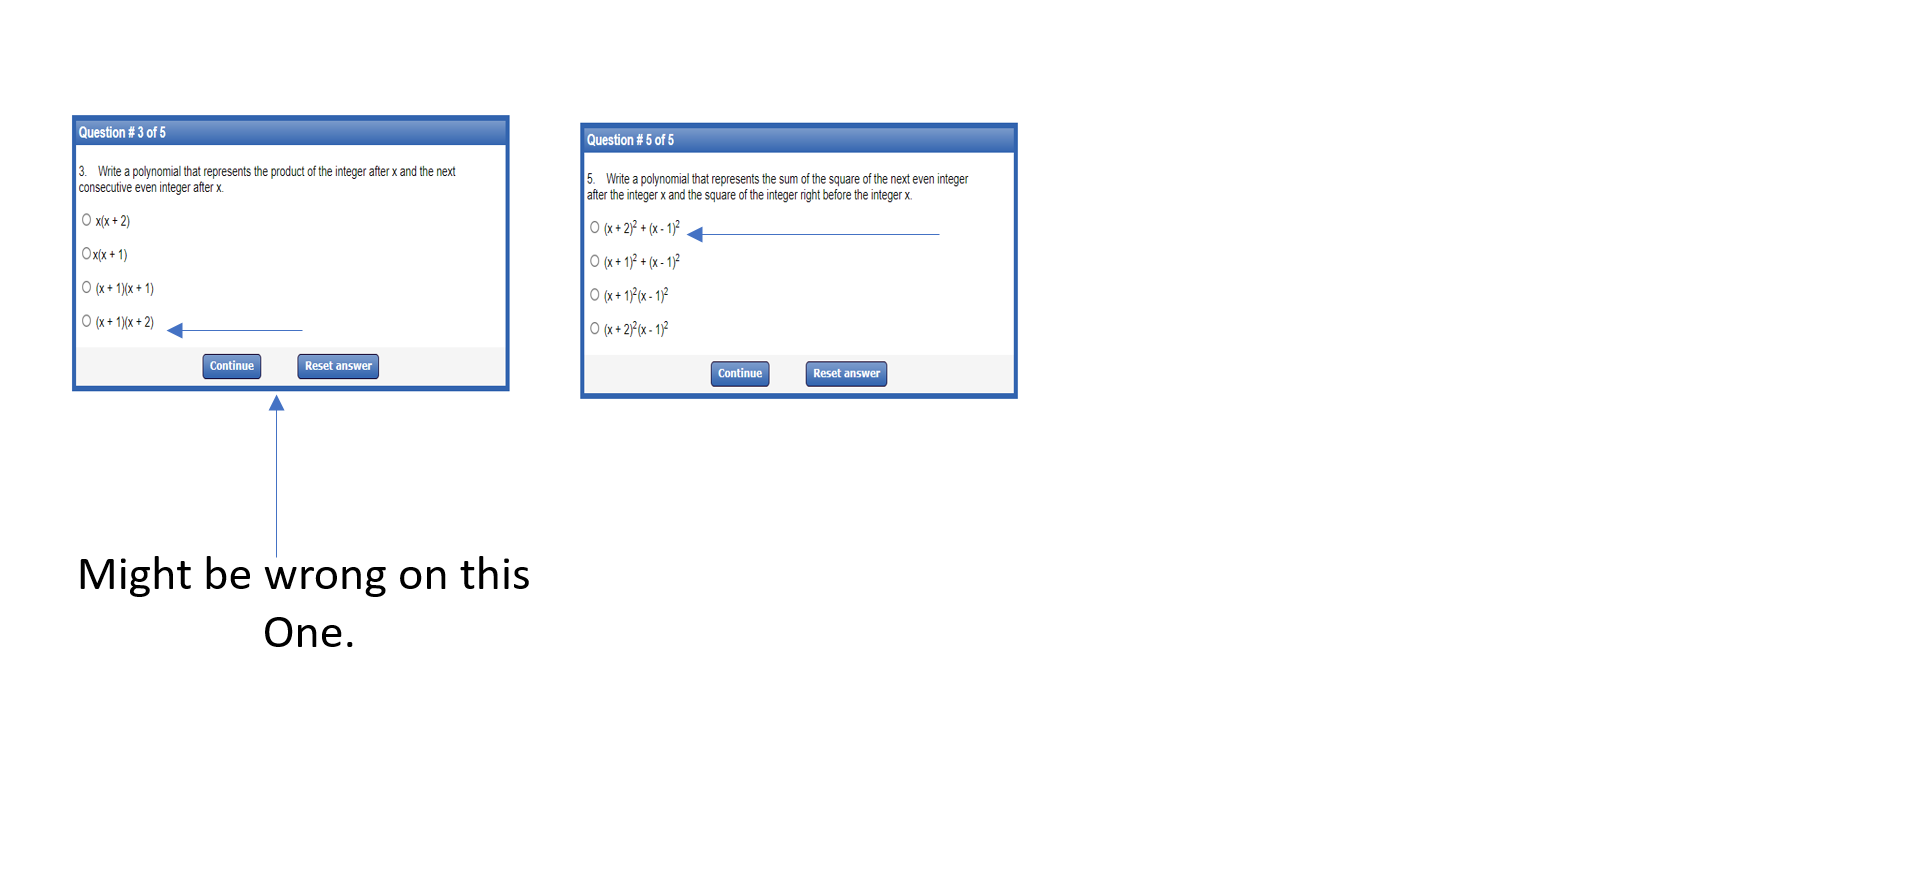 Question # 3 of 5
3. Write a polynomial that represents the product of the integer after x and the next
consecutive even integer after x.
x(x + 2)
x(x + 1)
(x + 1)(x + 1)
(x + 1)(x + 2)
Continue
Reset answer
Question # 5 of 5
5. Write a polynomial that represents the sum of the square of the next even integer
after the integer x and the square of the integer right before the integer x.
(x + 2)² + (x - 1)²
(x + 1)² + (x - 1)²
(x + 1)²(x - 1)²
(x + 2)²(x - 1)²
Continue
Reset answer
Might be wrong on this
One.